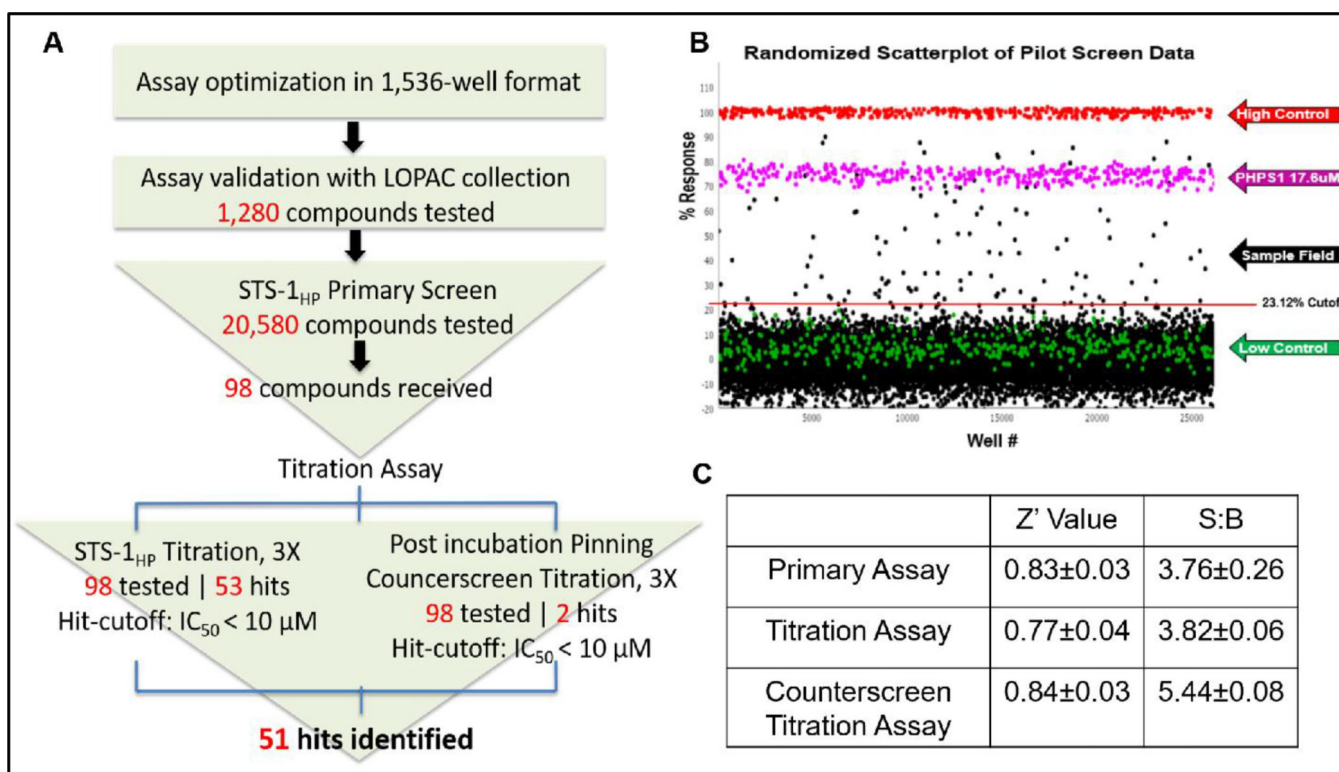 A
Assay optimization in 1,536-well format
Assay validation with LOPAC collection
1,280 compounds tested
STS-1HP Primary Screen
20,580 compounds tested
98 compounds received
Titration Assay
STS-1HP Titration, 3X
98 tested | 53 hits
Hit-cutoff: IC50 < 10 µM
Post incubation Pinning
Councerscreen Titration, 3X
98 tested | 2 hits
Hit-cutoff: IC50 < 10 µM
51 hits identified
B
Randomized Scatterplot of Pilot Screen Data
% Response
110
100
90
80
70
60
50
40
30
20
10
0
-10
-20
5000
10000
15000
20000
25000
Well #
High Control
PHPS1 17.6uM
Sample Field
23.12% Cutof
Low Control
C
Z' Value S:B
Primary Assay 0.83±0.03 3.76±0.26
Titration Assay 0.77±0.04 3.82±0.06
Counterscreen
Titration Assay 0.84±0.03 5.44±0.08